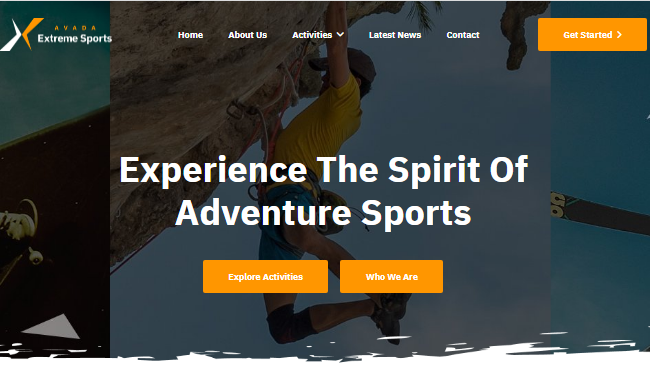 AVADA
Extreme Sports
Home
About Us
Activities
Latest News
Contact
Get Started
Experience The Spirit Of
Adventure Sports
Explore Activities
Who We Are